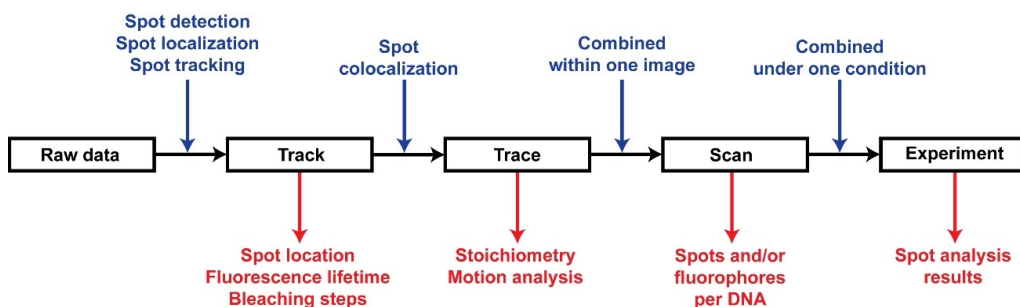 Spot detection
Spot localization
Spot tracking
Spot
colocalization
Combined
within one image
Combined
under one condition
Raw data
Track
Trace
Scan
Experiment
Spot location
Fluorescence lifetime
Bleaching steps
Stoichiometry
Motion analysis
Spots and/or
fluorophores
per DNA
Spot analysis
results